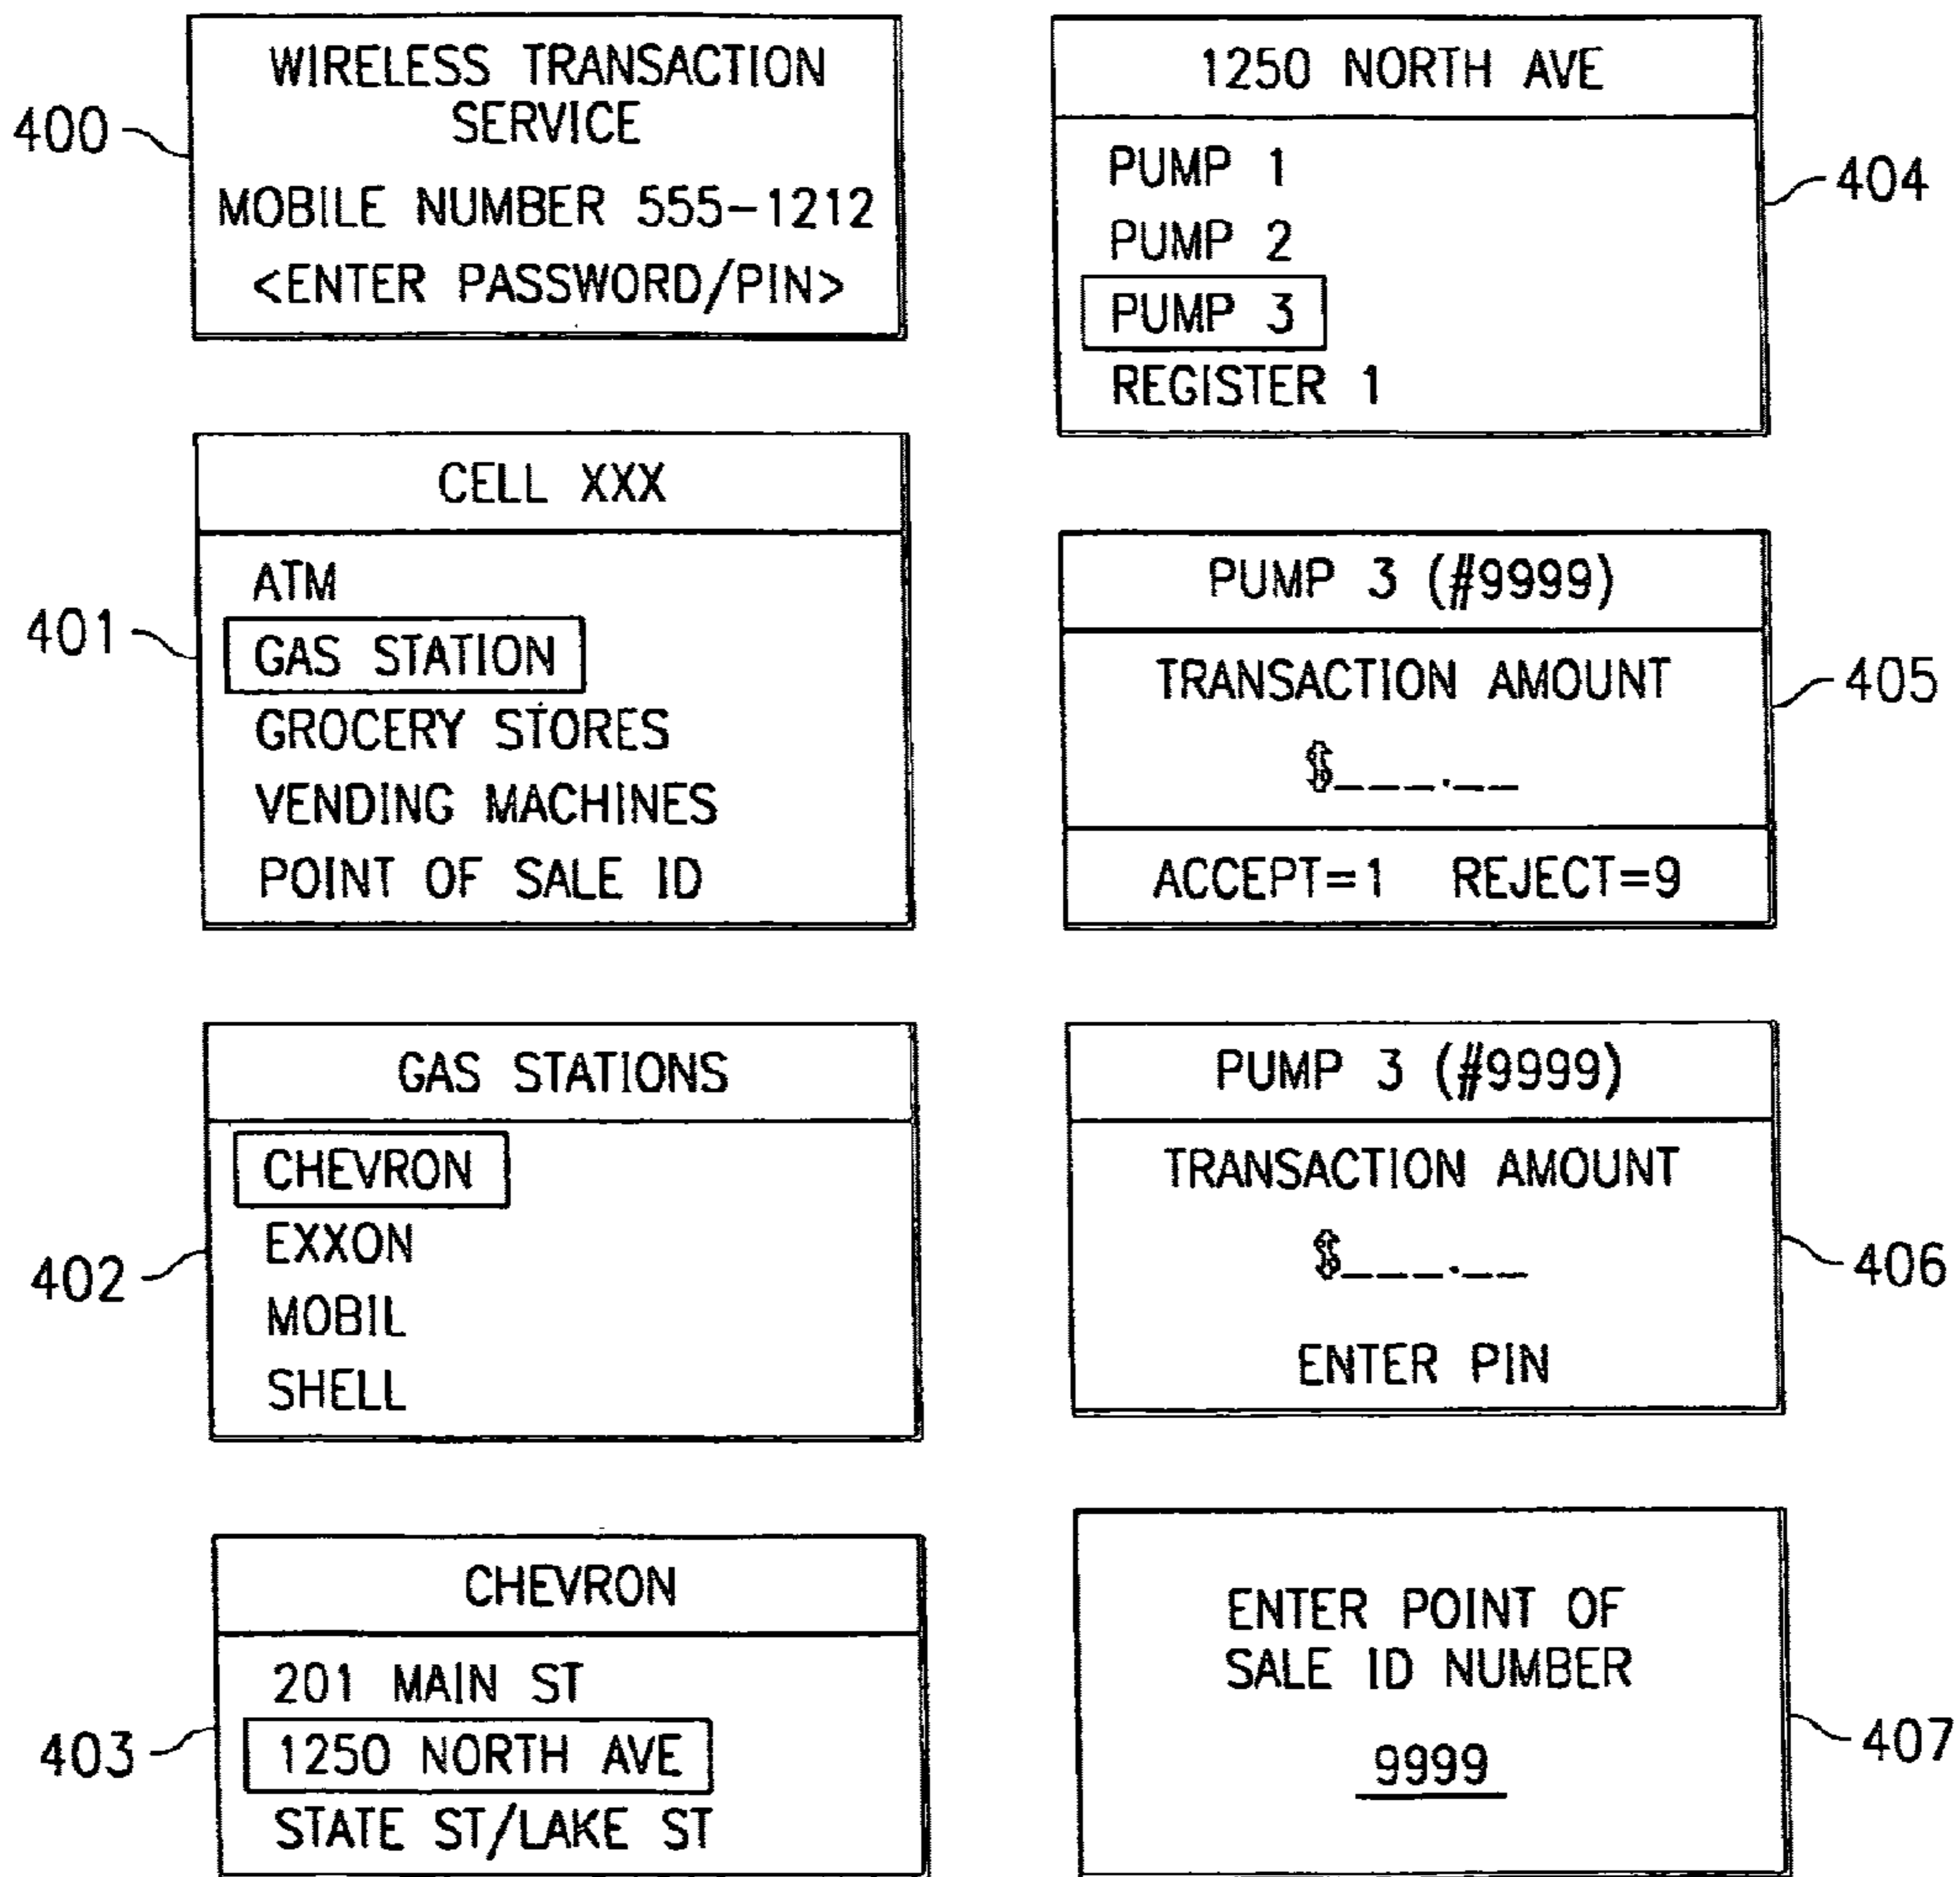 400
WIRELESS TRANSACTION
SERVICE
MOBILE NUMBER 555-1212
<ENTER PASSWORD/PIN>
401
CELL XXX
ATM
GAS STATION
GROCERY STORES
VENDING MACHINES
POINT OF SALE ID
402
GAS STATIONS
CHEVRON
EXXON
MOBIL
SHELL
403
CHEVRON
201 MAIN ST
1250 NORTH AVE
STATE ST/LAKE ST
404
1250 NORTH AVE
PUMP 1
PUMP 2
PUMP 3
REGISTER 1
405
PUMP 3 (#9999)
TRANSACTION AMOUNT
$___.__
ACCEPT=1 REJECT=9
406
PUMP 3 (#9999)
TRANSACTION AMOUNT
$___.__
ENTER PIN
407
ENTER POINT OF
SALE ID NUMBER
9999